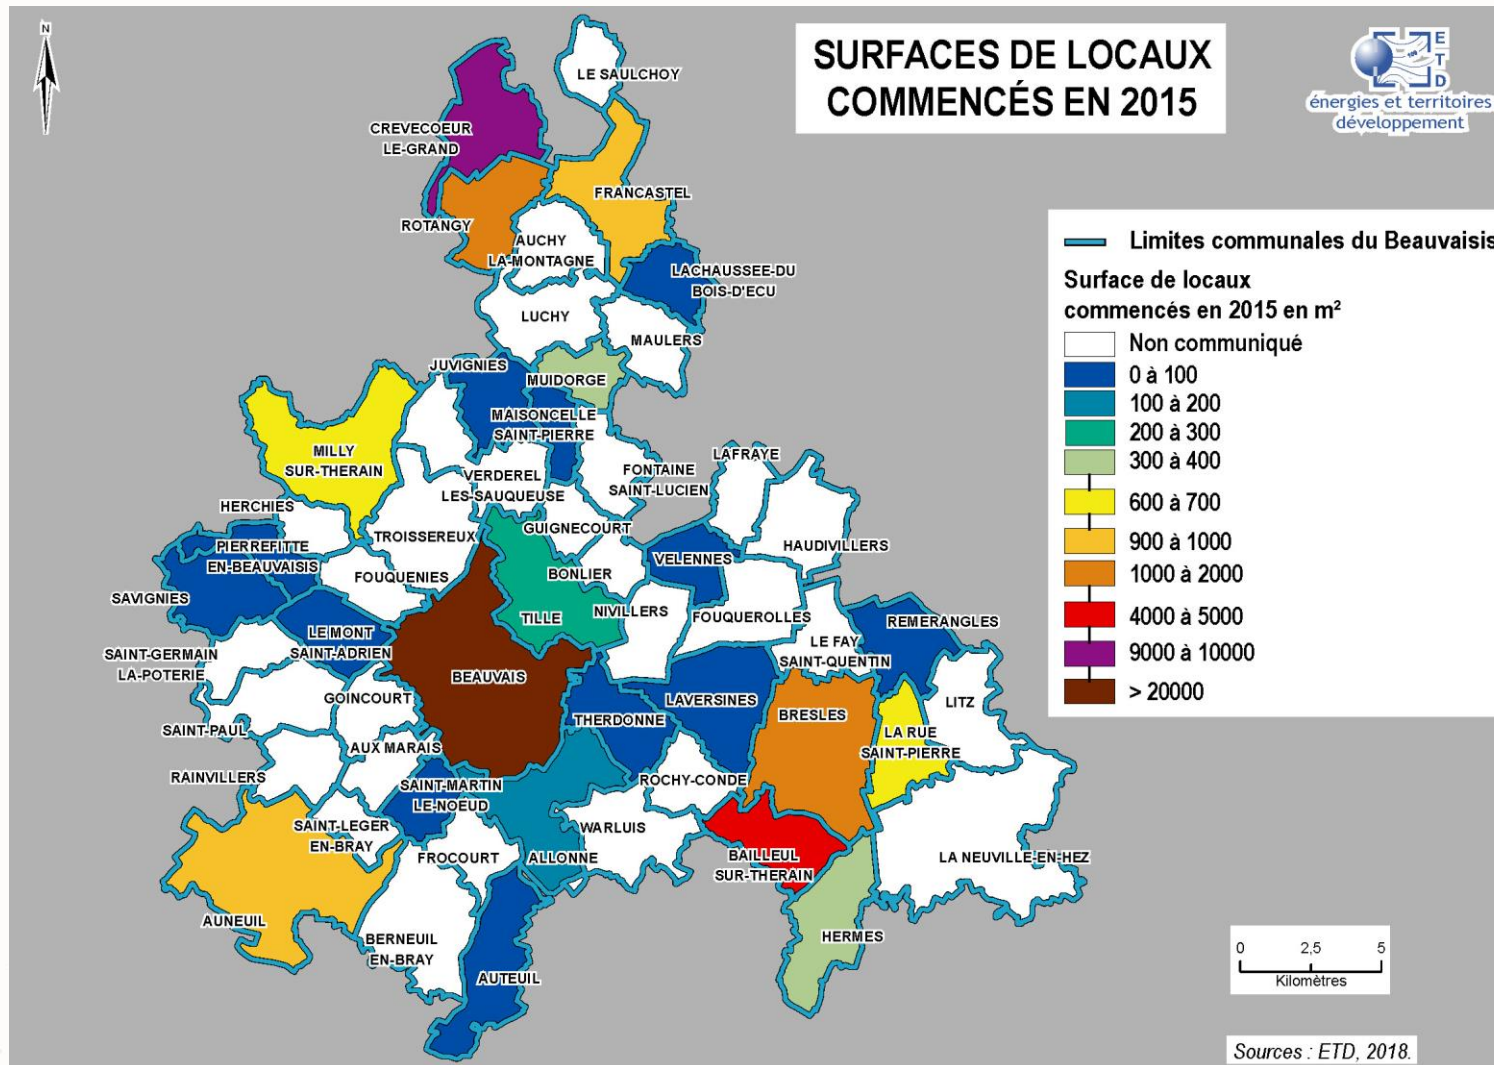 N
SURFACES DE LOCAUX
COMMENCÉS EN 2015
E
T
D
énergies et territoires
développement
LE SAULCHOY
CREVECOEUR
LE-GRAND
FRANCASTEL
ROTANGY
AUCHY
LA-MONTAGNE
LACHAUSSEE-DU
BOIS-D'ECU
LUCHY
MAULERS
JUVIGNIES
MUIDORGE
MAISONCELLE
SAINT-PIERRE
MILLY
SUR-THERAIN
VERDEREL
LES-SAUQUEUSE
FONTAINE
SAINT-LUCIEN
LAFRAYE
HERCHIES
TROISSEREUX
GUIGNECOURT
HAUDIVILLERS
PIERREFITTE
EN-BEAUVAISIS
FOUQUENIES
BONLIER
VELENNES
SAVIGNIES
TILLE
NIVILLERS
FOUQUEROLLES
REMERANGLES
LE MONT
SAINT-ADRIEN
LE FAY
SAINT-QUENTIN
SAINT-GERMAIN
LA-POTERIE
BEAUVAIS
GOINCOURT
LAVERSINES
LITZ
SAINT-PAUL
THERDONNE
BRESLES
LA RUE
SAINT-PIERRE
AUX MARAIS
RAINVILLERS
ROCHY-CONDE
SAINT-MARTIN
LE-NOEUD
SAINT-LEGER
EN-BRAY
WARLUIS
FROCOURT
ALLONNE
BAILLEUL
SUR-THERAIN
LA NEUVILLE-EN-HEZ
AUNEUIL
BERNEUIL
EN-BRAY
HERMES
AUTEUIL
Limites communales du Beauvaisis
Surface de locaux
commencés en 2015 en m²
Non communiqué
0 à 100
100 à 200
200 à 300
300 à 400
600 à 700
900 à 1000
1000 à 2000
4000 à 5000
9000 à 10000
> 20000
0 2,5 5
Kilomètres
Sources : ETD, 2018.